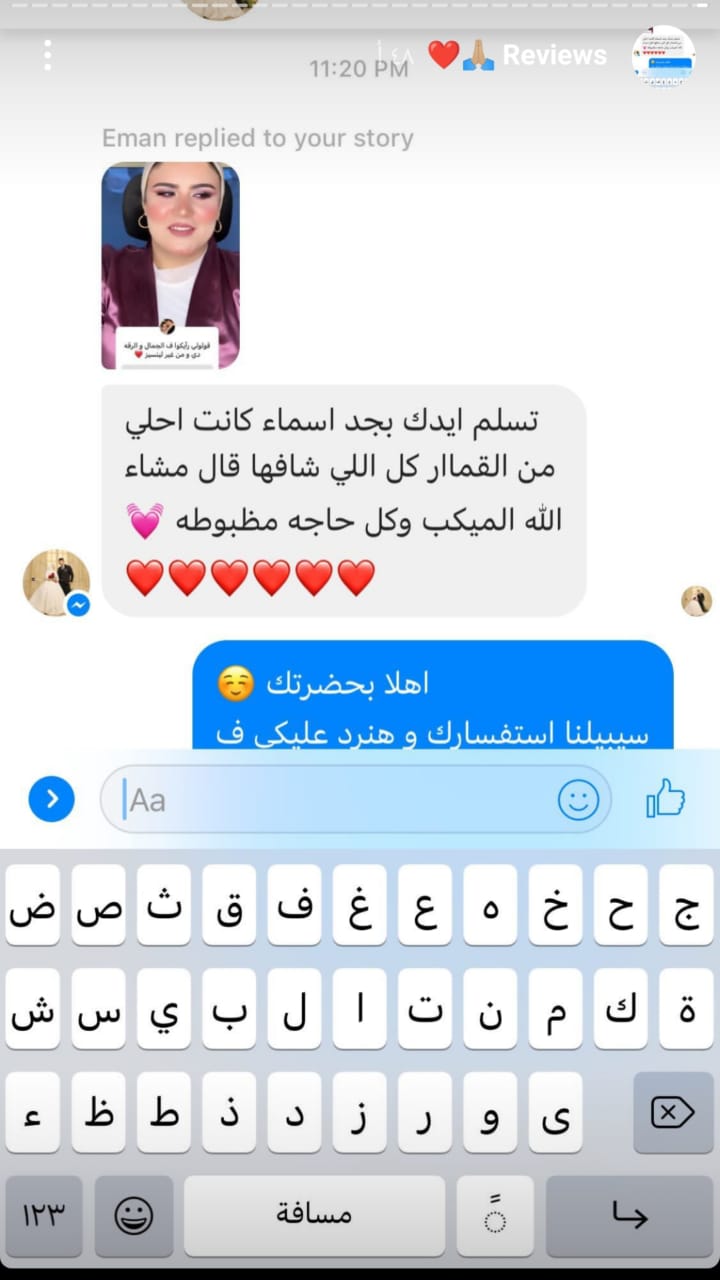 ٤٨ أ
❤️🙏🏼 Reviews
11:20 PM
Eman replied to your story
قولولي رأيكوا ف الجمال و الرقه
دي و من غير لينسيز ❤️
تسلم ايدك بجد اسماء كانت احلي
من القماار كل اللي شافها قال مشاء
الله الميكب وكل حاجه مظبوطه 💓
❤️❤️❤️❤️❤️❤️
اهلا بحضرتك ☺️
سيبيلنا استفسارك و هنرد عليكي ف
Aa
ض ص ث ق ف غ ع ه خ ح ج
ش س ي ب ل ا ت ن م ك ة
ء ظ ط ذ د ز ر و ى
١٢٣ مسافة